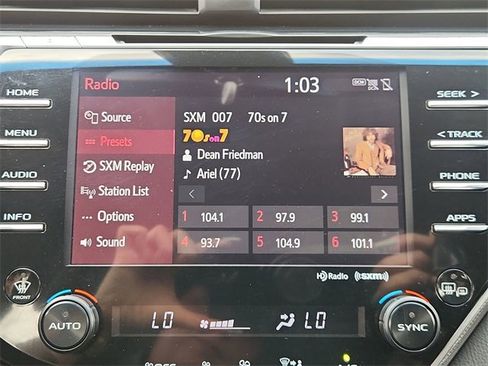 Radio
1:03
HOME
MENU
AUDIO
INFO
SEEK >
< TRACK
PHONE
APPS
Source
Presets
SXM Replay
Station List
Options
Sound
SXM 007 70s on 7
70s on 7
Dean Friedman
Ariel (77)
<
>
1 104.1
2 97.9
3 99.1
4 93.7
5 104.9
6 101.1
HD Radio
((SXM))
FRONT
AUTO
LO
LO
SYNC